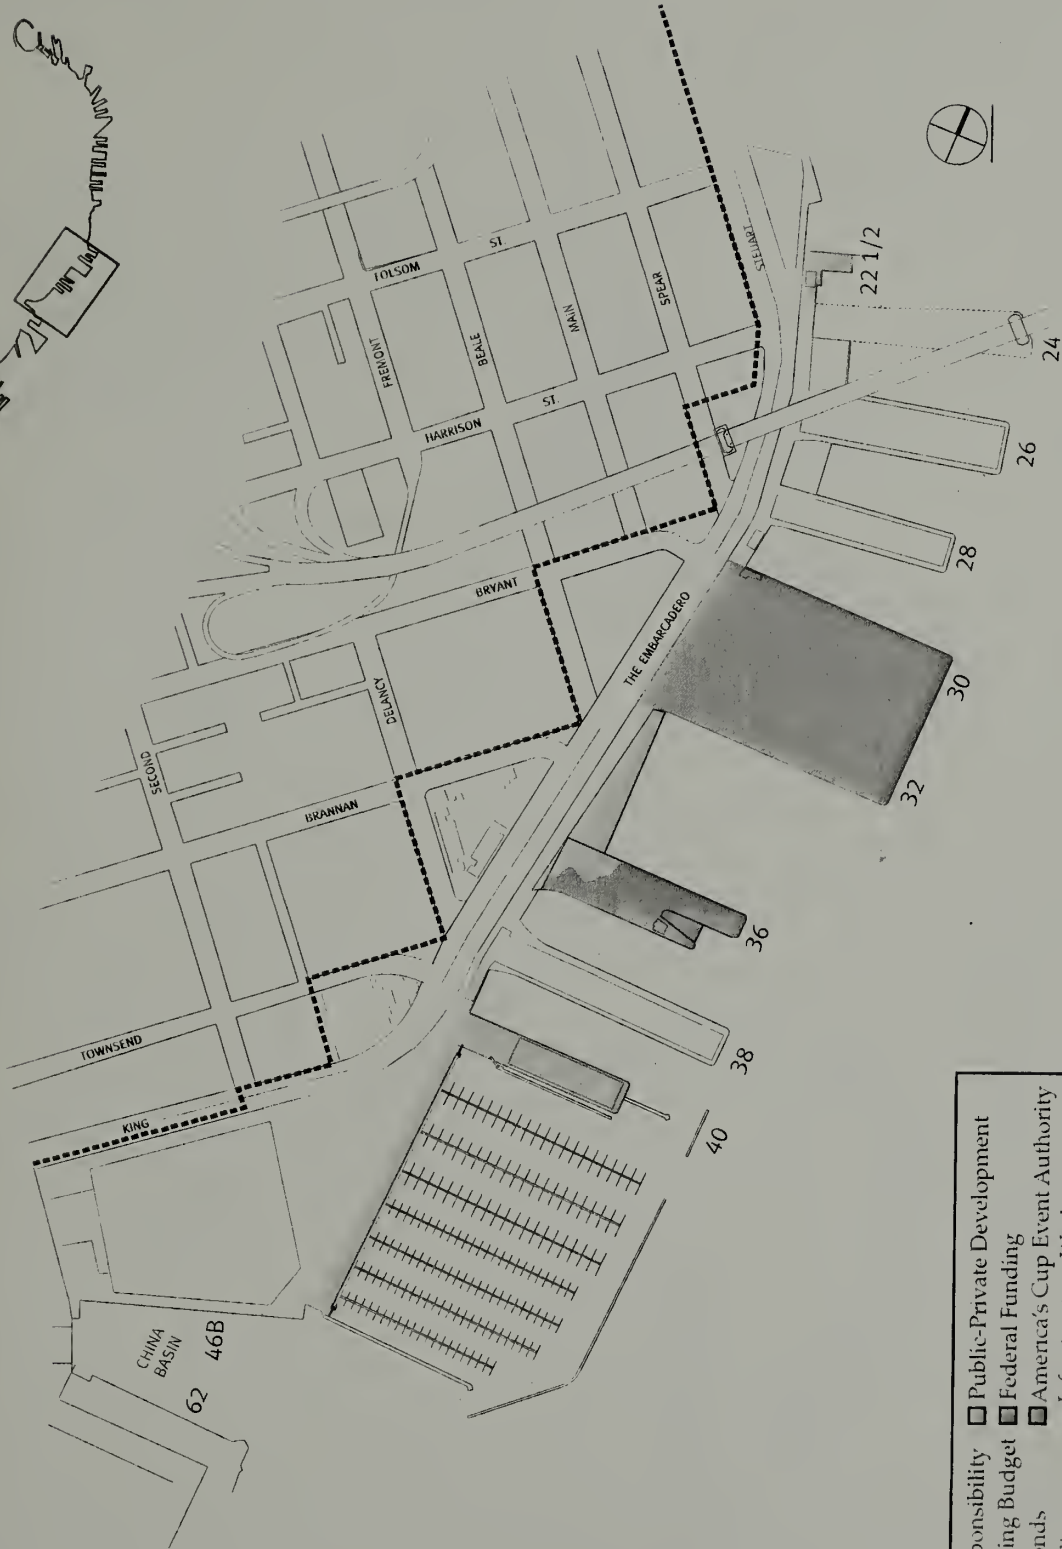 FOLSOM
ST.
STEUART
FREMONT
BEALE
MAIN
SPEAR
HARRISON
ST.
22 1/2
24
26
28
30
32
36
38
40
BRYANT
THE EMBARCADERO
DELANCY
SECOND
BRANNAN
TOWNSEND
KING
CHINA
BASIN
46B
62
Public-Private Development
Federal Funding
America's Cup Event Authority
Budget